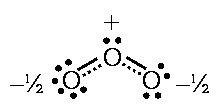 +
O
–½ O O –½